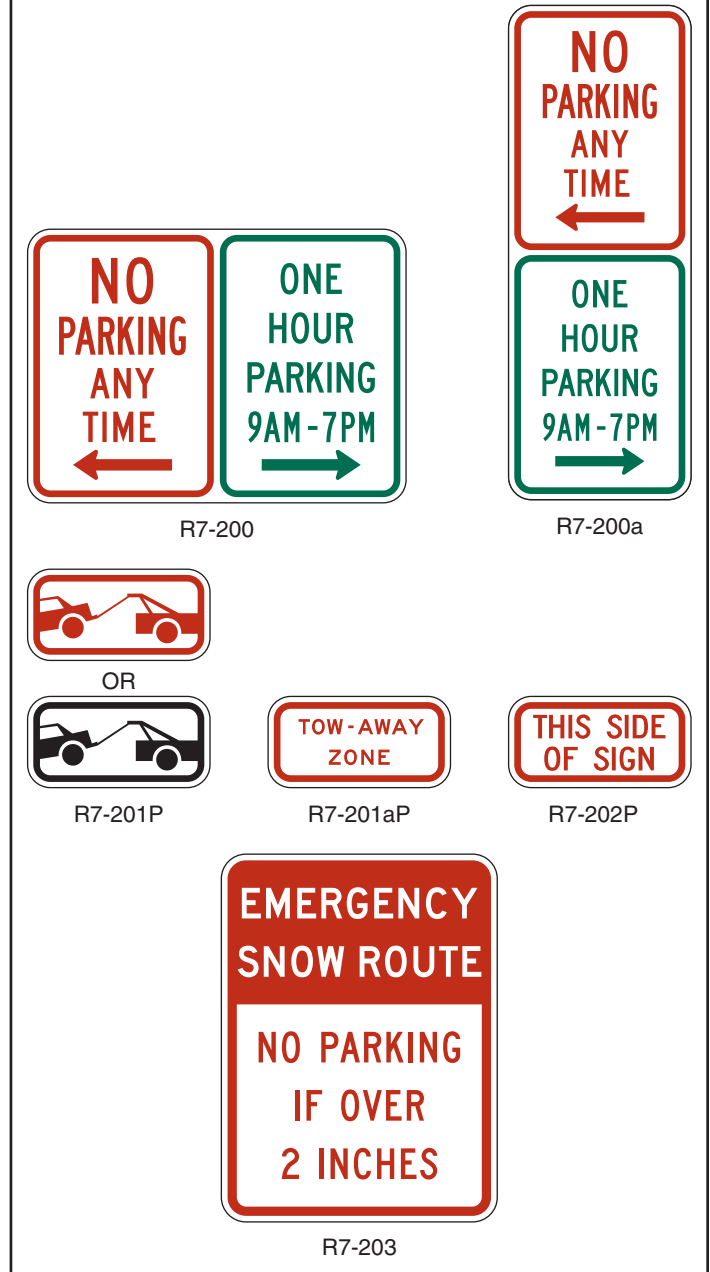 NO
PARKING
ANY
TIME
ONE
HOUR
PARKING
9AM-7PM
R7-200
NO
PARKING
ANY
TIME
ONE
HOUR
PARKING
9AM-7PM
R7-200a
OR
R7-201P
TOW-AWAY
ZONE
R7-201aP
THIS SIDE
OF SIGN
R7-202P
EMERGENCY
SNOW ROUTE
NO PARKING
IF OVER
2 INCHES
R7-203